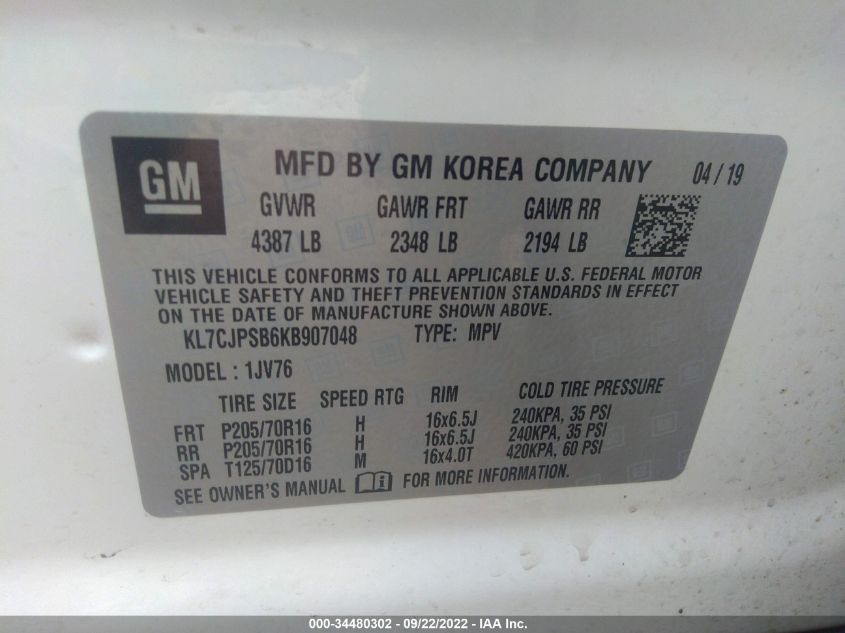 GM
MFD BY GM KOREA COMPANY 04/19
GVWR GAWR FRT GAWR RR
4387 LB 2348 LB 2194 LB
THIS VEHICLE CONFORMS TO ALL APPLICABLE U.S. FEDERAL MOTOR
VEHICLE SAFETY AND THEFT PREVENTION STANDARDS IN EFFECT
ON THE DATE OF MANUFACTURE SHOWN ABOVE.
KL7CJPSB6KB907048 TYPE: MPV
MODEL : 1JV76
TIRE SIZE SPEED RTG RIM COLD TIRE PRESSURE
FRT P205/70R16 H 16x6.5J 240KPA, 35 PSI
RR P205/70R16 H 16x6.5J 240KPA, 35 PSI
SPA T125/70D16 M 16x4.0T 420KPA, 60 PSI
SEE OWNER'S MANUAL FOR MORE INFORMATION.
000-34480302 - 09/22/2022 - IAA Inc.